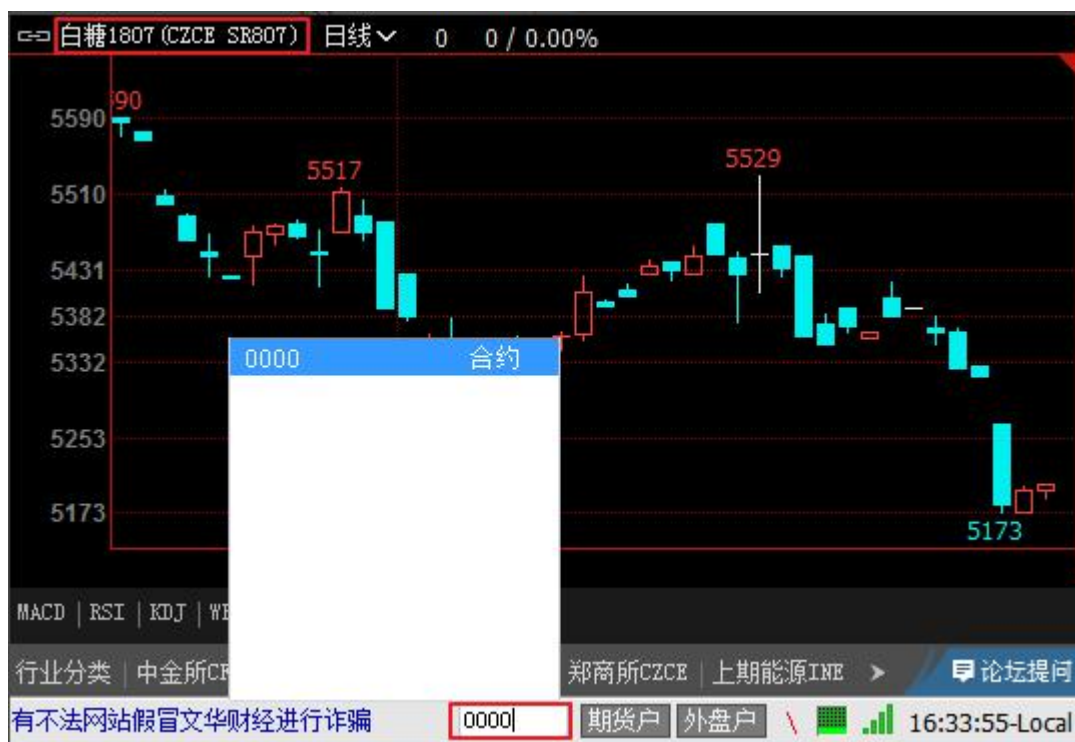 白糖1807(CZCE SR807) 日线 0 0 / 0.00%
90
5590
5517
5529
5510
5431
5382
5332
5253
5173
5173
0000 合约
MACD | RSI | KDJ |
行业分类 | 中金所 郑商所CZCE | 上期能源INE 论坛提问
有不法网站假冒文华财经进行诈骗 0000 期货户 外盘户 16:33:55-Local